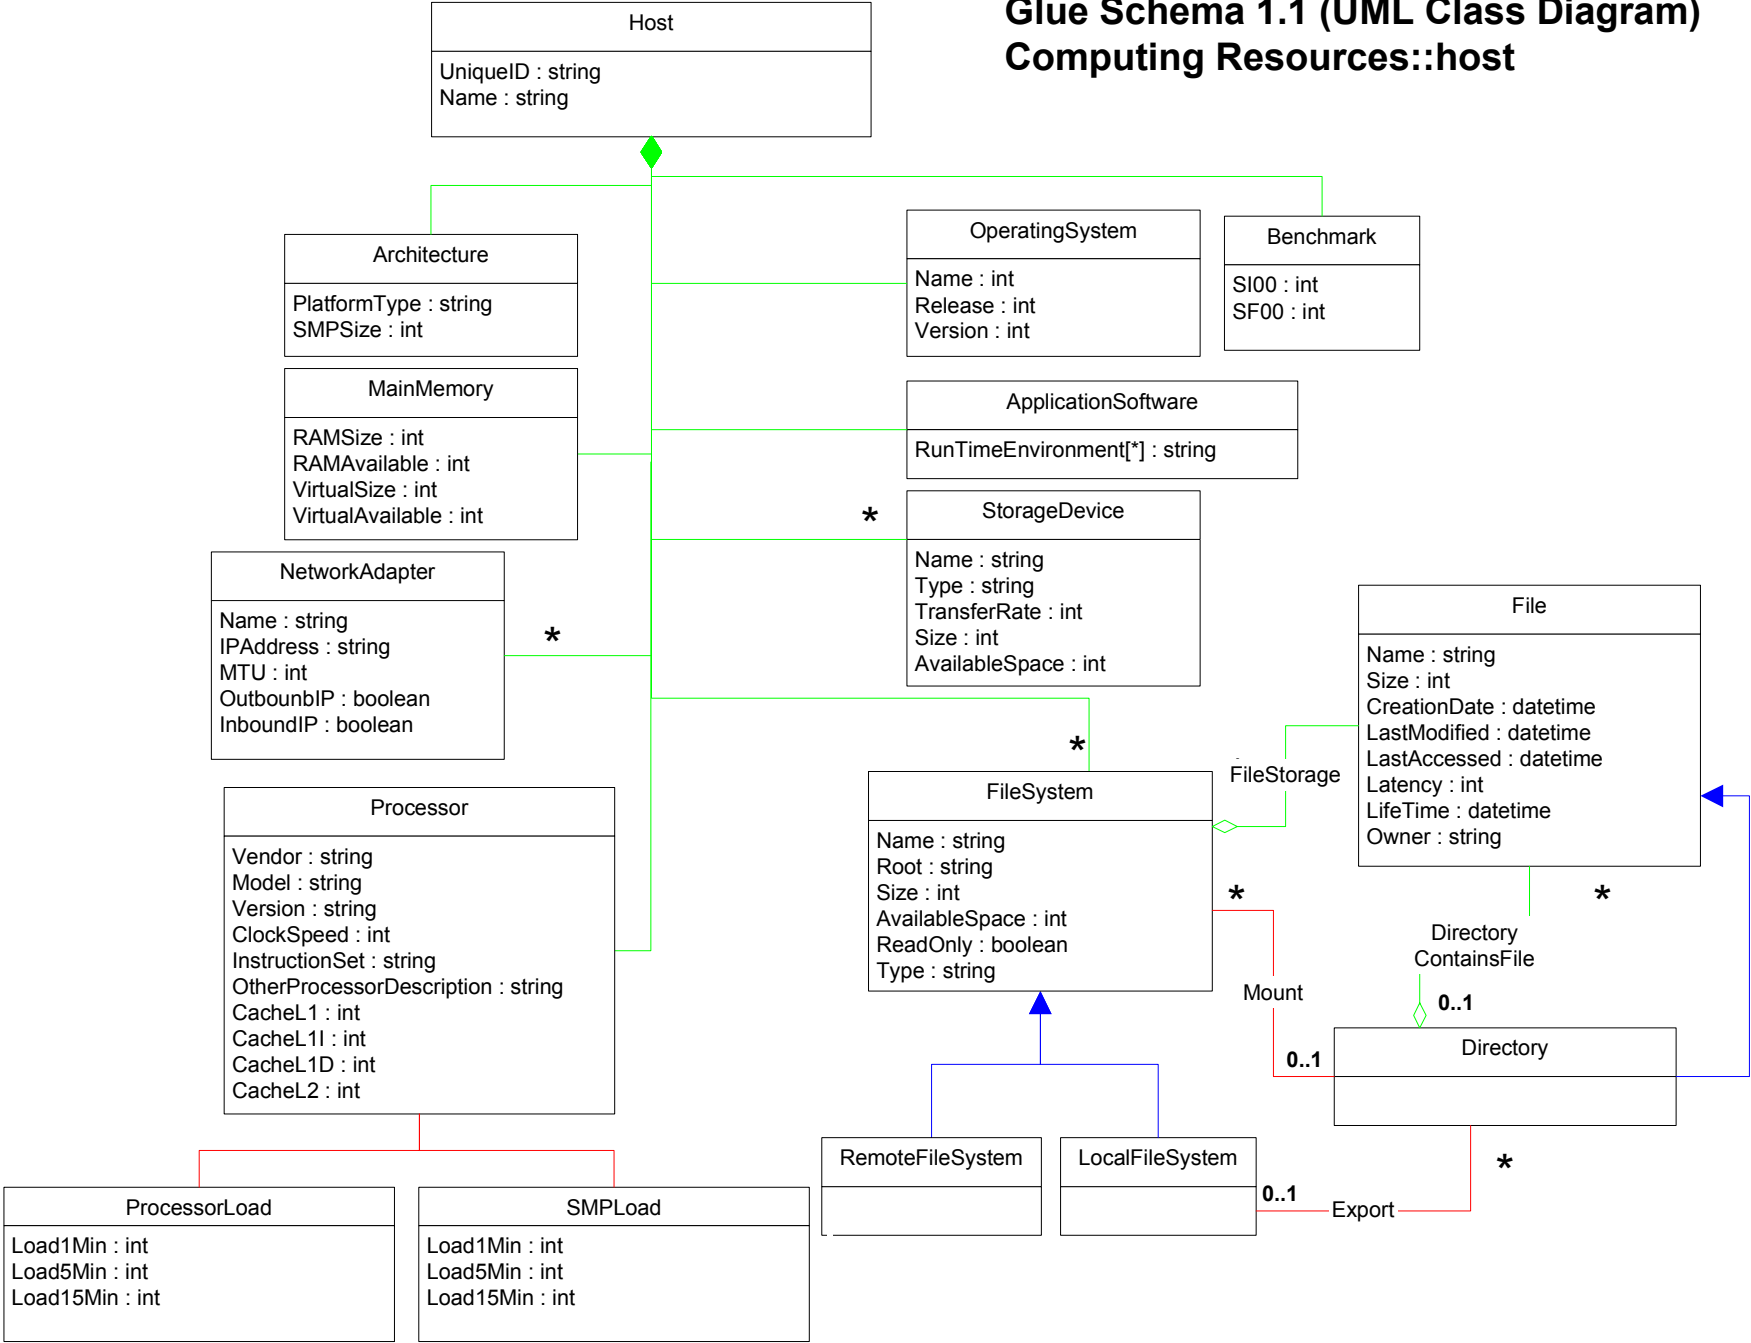 Glue Schema 1.1 (UML Class Diagram)
Computing Resources::host
Host
UniqueID : string
Name : string
Architecture
PlatformType : string
SMPSize : int
OperatingSystem
Name : int
Release : int
Version : int
Benchmark
SI00 : int
SF00 : int
MainMemory
RAMSize : int
RAMAvailable : int
VirtualSize : int
VirtualAvailable : int
ApplicationSoftware
RunTimeEnvironment[*] : string
*
StorageDevice
Name : string
Type : string
TransferRate : int
Size : int
AvailableSpace : int
NetworkAdapter
Name : string
IPAddress : string
MTU : int
OutbounbIP : boolean
InboundIP : boolean
*
File
Name : string
Size : int
CreationDate : datetime
LastModified : datetime
LastAccessed : datetime
Latency : int
LifeTime : datetime
Owner : string
*
FileStorage
FileSystem
Name : string
Root : string
Size : int
AvailableSpace : int
ReadOnly : boolean
Type : string
Processor
Vendor : string
Model : string
Version : string
ClockSpeed : int
InstructionSet : string
OtherProcessorDescription : string
CacheL1 : int
CacheL1I : int
CacheL1D : int
CacheL2 : int
*
*
Directory
ContainsFile
Mount
0..1
0..1
Directory
RemoteFileSystem
LocalFileSystem
*
0..1
Export
ProcessorLoad
Load1Min : int
Load5Min : int
Load15Min : int
SMPLoad
Load1Min : int
Load5Min : int
Load15Min : int